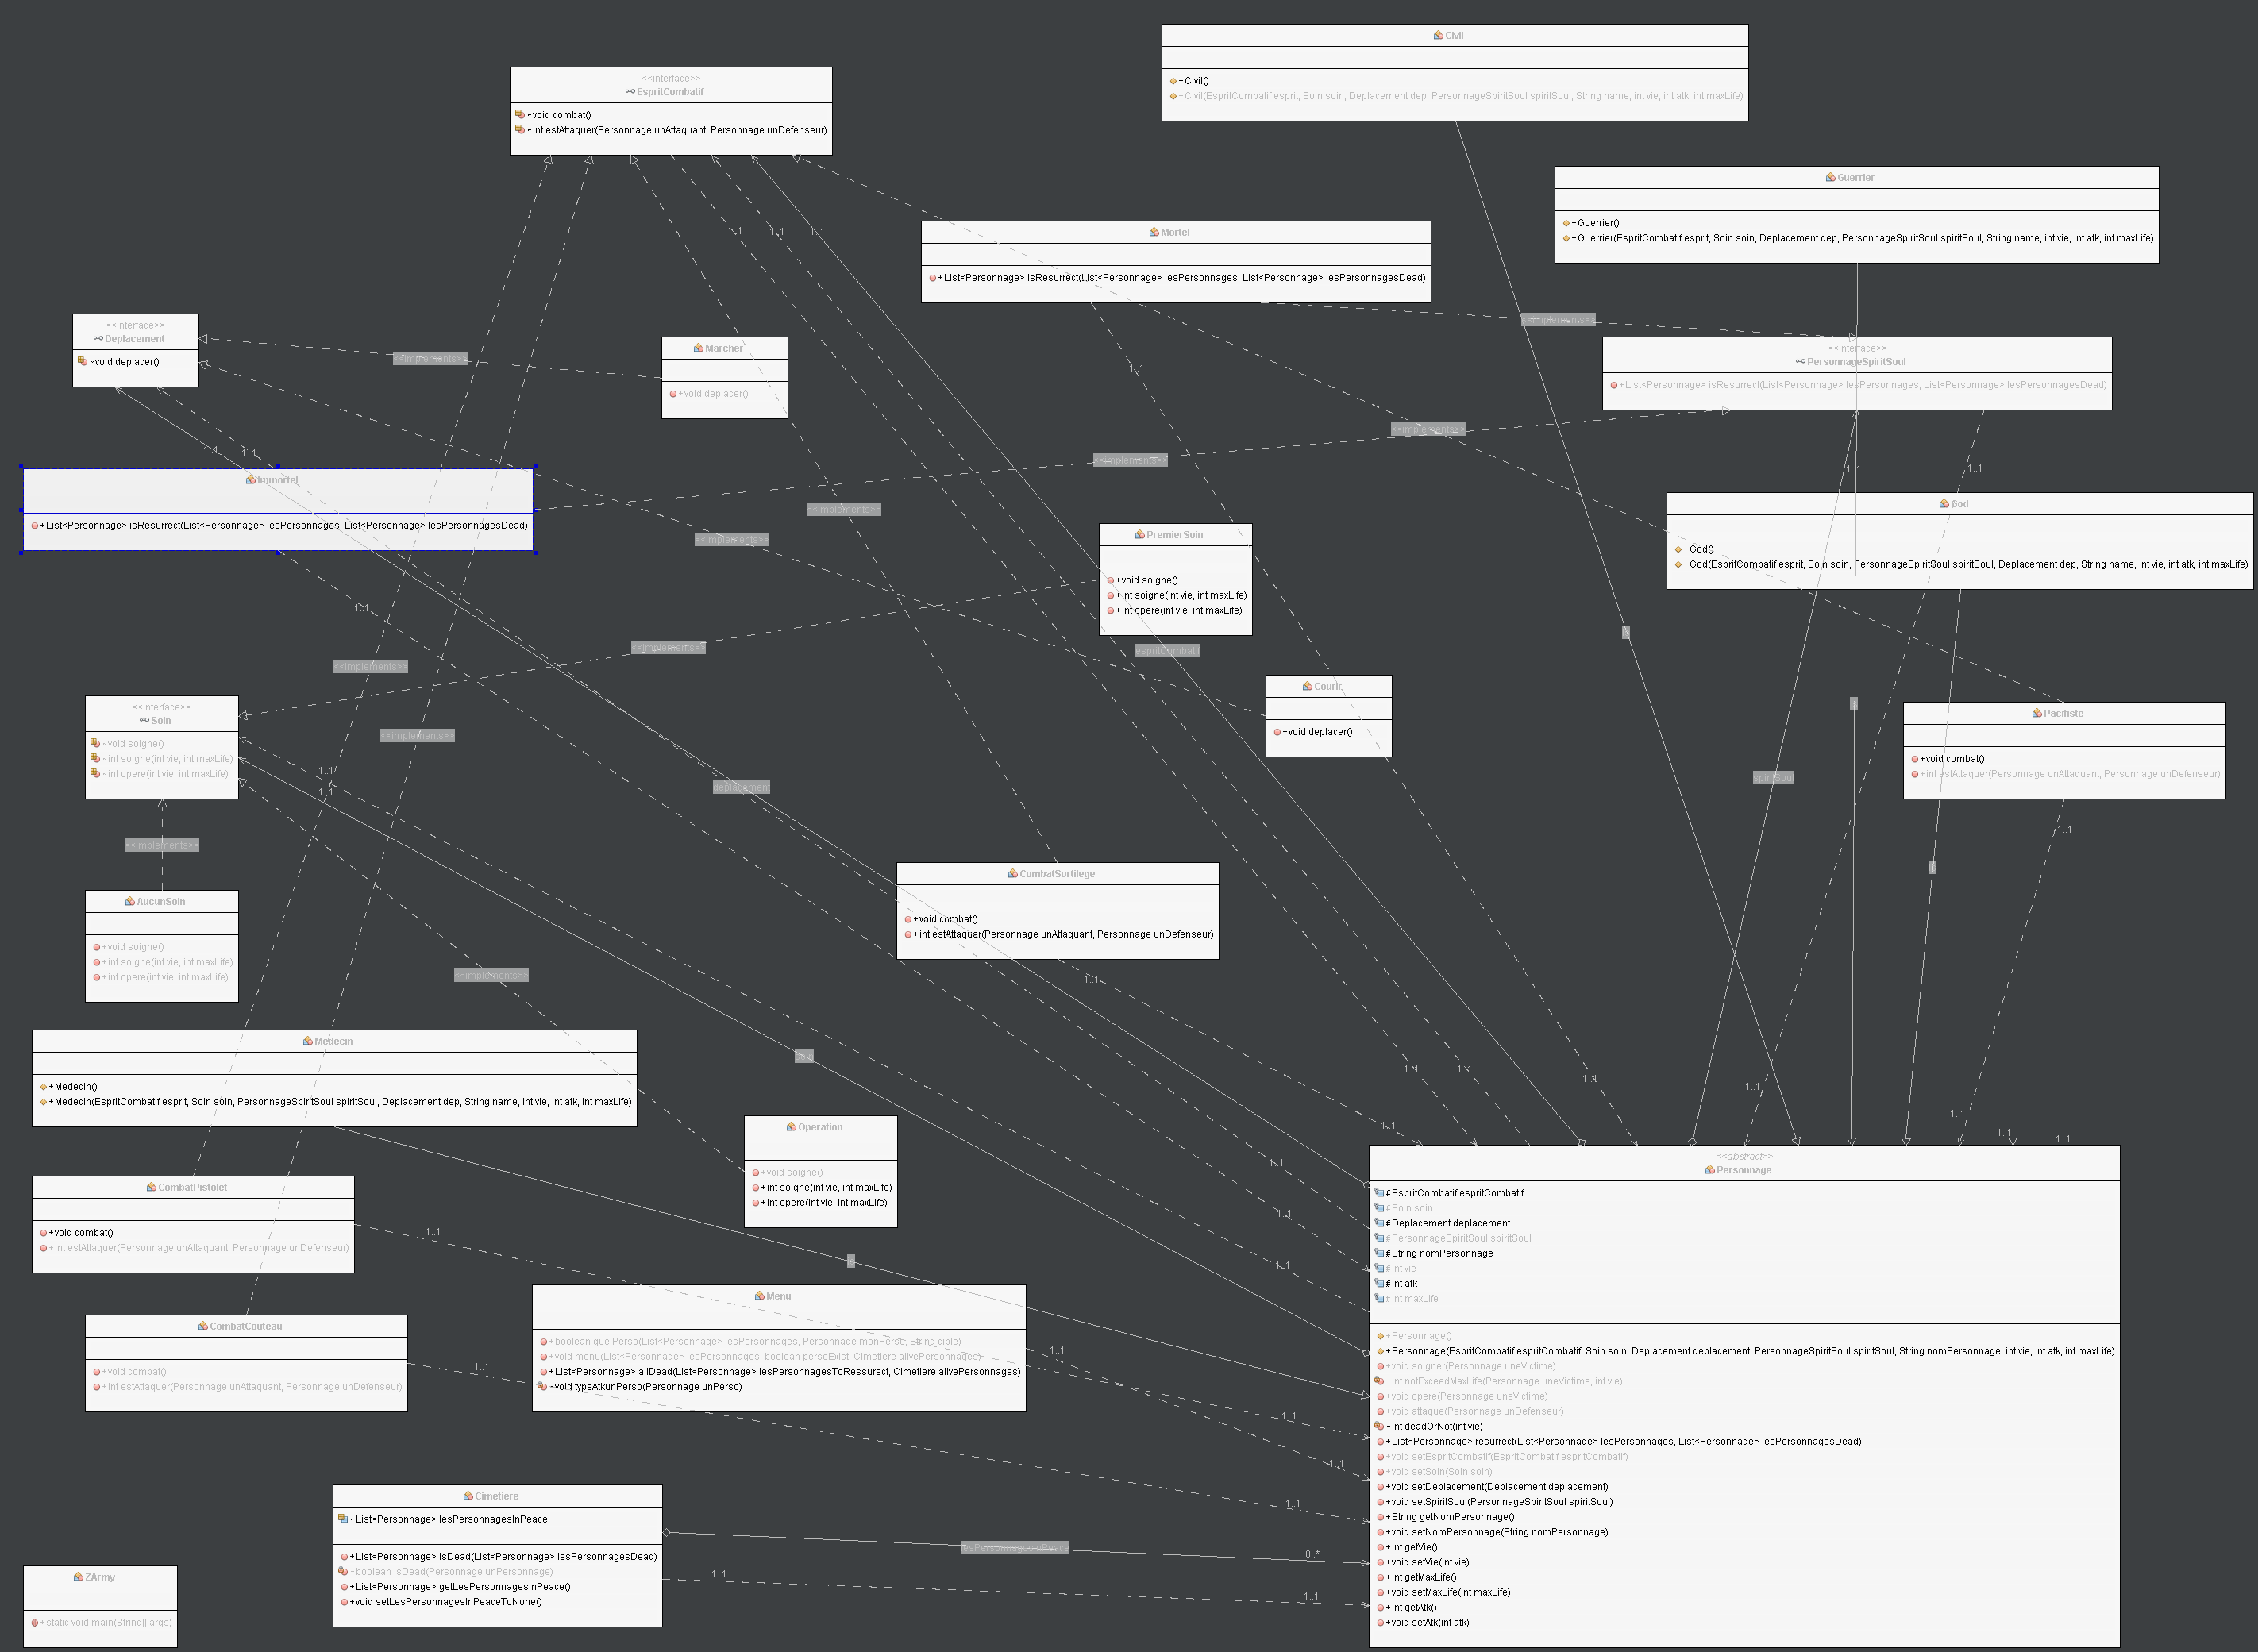 Civil
+Civil()
+Civil(EspritCombatif esprit, Soin soin, Deplacement dep, PersonnageSpiritSoul spiritSoul, String name, int vie, int atk, int maxLife)
<<interface>>
EspritCombatif
~void combat()
~int estAttaquer(Personnage unAttaquant, Personnage unDefenseur)
Guerrier
+Guerrier()
+Guerrier(EspritCombatif esprit, Soin soin, Deplacement dep, PersonnageSpiritSoul spiritSoul, String name, int vie, int atk, int maxLife)
Mortel
+List<Personnage> isResurrect(List<Personnage> lesPersonnages, List<Personnage> lesPersonnagesDead)
1..1
1..1
1..1
<<interface>>
Deplacement
~void deplacer()
<<implements>>
Marcher
+void deplacer()
1..1
<<implements>>
<<interface>>
PersonnageSpiritSoul
+List<Personnage> isResurrect(List<Personnage> lesPersonnages, List<Personnage> lesPersonnagesDead)
<<implements>>
<<implements>>
1..1
1..1
1..1
1..1
Immortel
+List<Personnage> isResurrect(List<Personnage> lesPersonnages, List<Personnage> lesPersonnagesDead)
<<implements>>
<<implements>>
God
+God()
+God(EspritCombatif esprit, Soin soin, PersonnageSpiritSoul spiritSoul, Deplacement dep, String name, int vie, int atk, int maxLife)
PremierSoin
+void soigne()
+int soigne(int vie, int maxLife)
+int opere(int vie, int maxLife)
1..1
<<implements>>
espritCombatif
<<implements>>
Courir
+void deplacer()
<<interface>>
Soin
~void soigne()
~int soigne(int vie, int maxLife)
~int opere(int vie, int maxLife)
<<implements>>
Pacifiste
+void combat()
+int estAttaquer(Personnage unAttaquant, Personnage unDefenseur)
1..1
1..1
deplacement
spiritSoul
1..1
<<implements>>
AucunSoin
+void soigne()
+int soigne(int vie, int maxLife)
+int opere(int vie, int maxLife)
CombatSortilege
+void combat()
+int estAttaquer(Personnage unAttaquant, Personnage unDefenseur)
<<implements>>
1..1
Medecin
+Medecin()
+Medecin(EspritCombatif esprit, Soin soin, PersonnageSpiritSoul spiritSoul, Deplacement dep, String name, int vie, int atk, int maxLife)
soin
1..1
1..1
1..1
1..1
1..1
1..1
1..1
1..1
Operation
+void soigne()
+int soigne(int vie, int maxLife)
+int opere(int vie, int maxLife)
1..1
1..1
1..1
CombatPistolet
+void combat()
+int estAttaquer(Personnage unAttaquant, Personnage unDefenseur)
1..1
<<abstract>>
Personnage
#EspritCombatif espritCombatif
#Soin soin
#Deplacement deplacement
#PersonnageSpiritSoul spiritSoul
#String nomPersonnage
#int vie
#int atk
#int maxLife
+Personnage()
+Personnage(EspritCombatif espritCombatif, Soin soin, Deplacement deplacement, PersonnageSpiritSoul spiritSoul, String nomPersonnage, int vie, int atk, int maxLife)
+void soigner(Personnage uneVictime)
~int notExceedMaxLife(Personnage uneVictime, int vie)
+void opere(Personnage uneVictime)
+void attaque(Personnage unDefenseur)
~int deadOrNot(int vie)
+List<Personnage> resurrect(List<Personnage> lesPersonnages, List<Personnage> lesPersonnagesDead)
+void setEspritCombatif(EspritCombatif espritCombatif)
+void setSoin(Soin soin)
+void setDeplacement(Deplacement deplacement)
+void setSpiritSoul(PersonnageSpiritSoul spiritSoul)
+String getNomPersonnage()
+void setNomPersonnage(String nomPersonnage)
+int getVie()
+void setVie(int vie)
+int getMaxLife()
+void setMaxLife(int maxLife)
+int getAtk()
+void setAtk(int atk)
CombatCouteau
+void combat()
+int estAttaquer(Personnage unAttaquant, Personnage unDefenseur)
1..1
Menu
+boolean quelPerso(List<Personnage> lesPersonnages, Personnage monPerso, String cible)
+void menu(List<Personnage> lesPersonnages, boolean persoExist, Cimetiere alivePersonnages)
+List<Personnage> allDead(List<Personnage> lesPersonnagesToRessurect, Cimetiere alivePersonnages)
~void typeAtkunPerso(Personnage unPerso)
1..1
1..1
1..1
1..1
Cimetiere
~List<Personnage> lesPersonnagesInPeace
+List<Personnage> isDead(List<Personnage> lesPersonnagesDead)
~boolean isDead(Personnage unPersonnage)
+List<Personnage> getLesPersonnagesInPeace()
+void setLesPersonnagesInPeaceToNone()
lesPersonnagesInPeace
0..*
1..1
1..1
ZArmy
+static void main(String[] args)